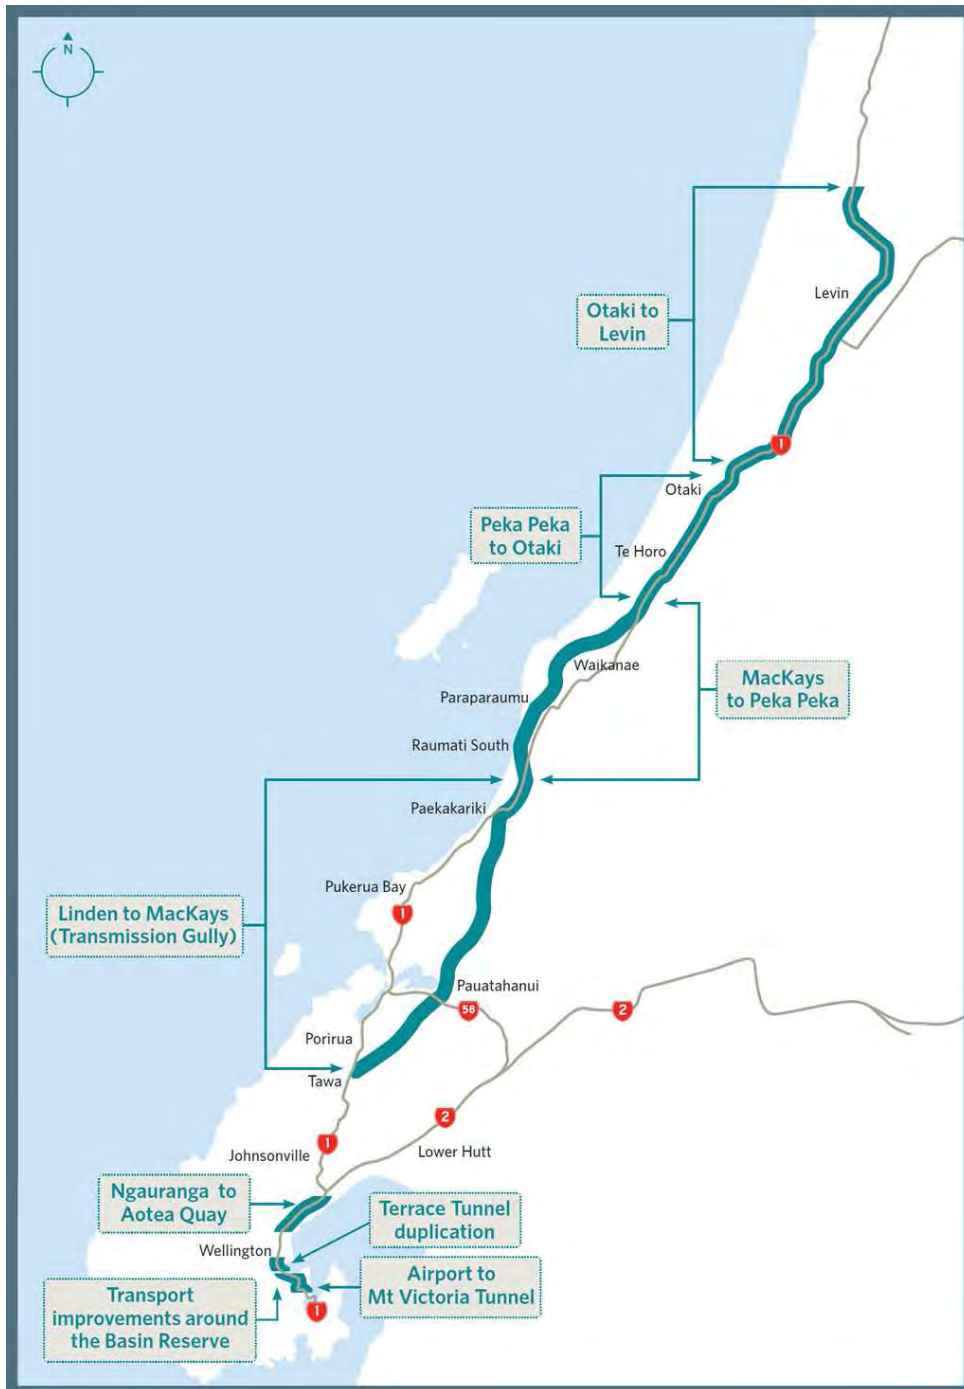 N
Levin
Otaki to
Levin
1
Otaki
Peka Peka
to Otaki
Te Horo
Waikanae
MacKays
to Peka Peka
Paraparaumu
Raumati South
Paekakariki
Pukerua Bay
1
Linden to MacKays
(Transmission Gully)
Pauatahanui
58
2
Porirua
Tawa
2
1
Johnsonville
Lower Hutt
Ngauranga to
Aotea Quay
Terrace Tunnel
duplication
Wellington
Airport to
Mt Victoria Tunnel
Transport
improvements around
the Basin Reserve
1